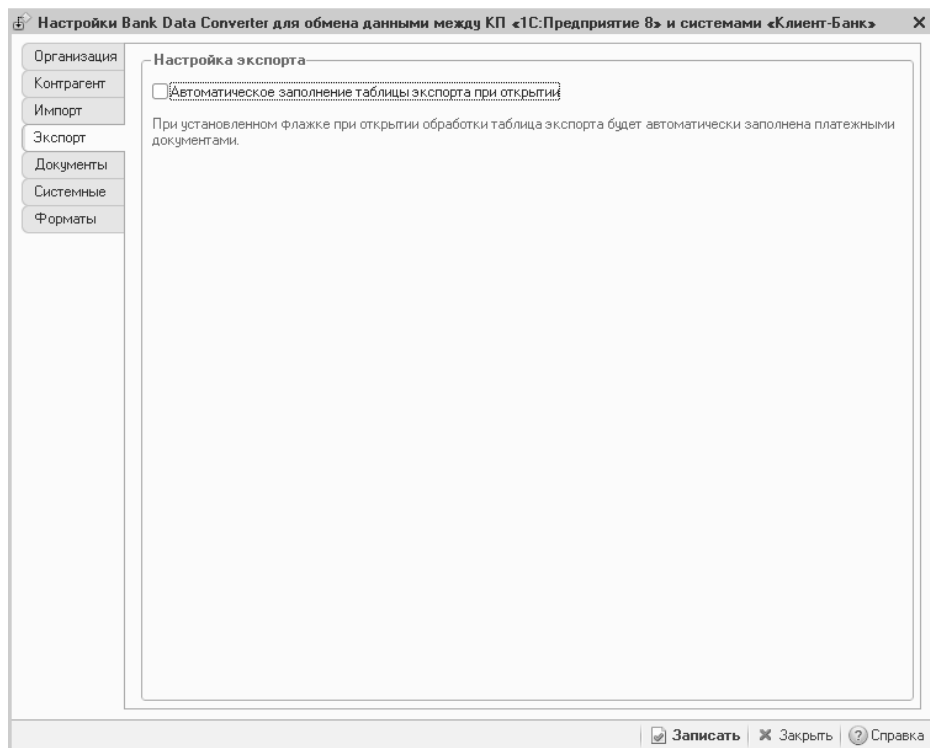 Настройки Bank Data Converter для обмена данными между КП «1С:Предприятие 8» и системами «Клиент-Банк»
Организация
Контрагент
Импорт
Экспорт
Документы
Системные
Форматы
Настройка экспорта
Автоматическое заполнение таблицы экспорта при открытии
При установленном флажке при открытии обработки таблица экспорта будет автоматически заполнена платежными
документами.
Записать
Закрыть
Справка